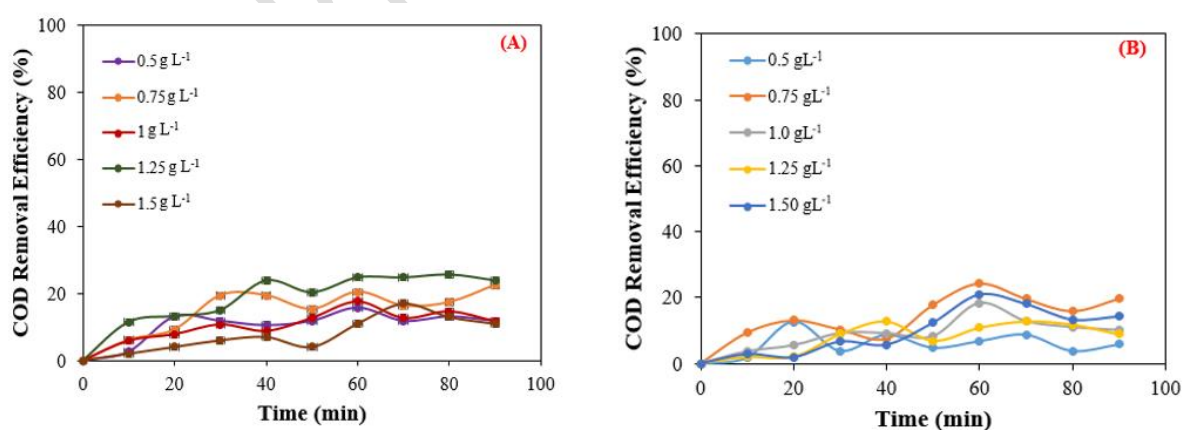 (A)
COD Removal Efficiency (%)
100
80
60
40
20
0
0.5 g L-1
0.75g L-1
1 g L-1
1.25 g L-1
1.5 g L-1
0 20 40 60 80 100
Time (min)
(B)
COD Removal Efficiency (%)
100
80
60
40
20
0
0.5 gL-1
0.75 gL-1
1.0 gL-1
1.25 gL-1
1.50 gL-1
0 20 40 60 80 100
Time (min)